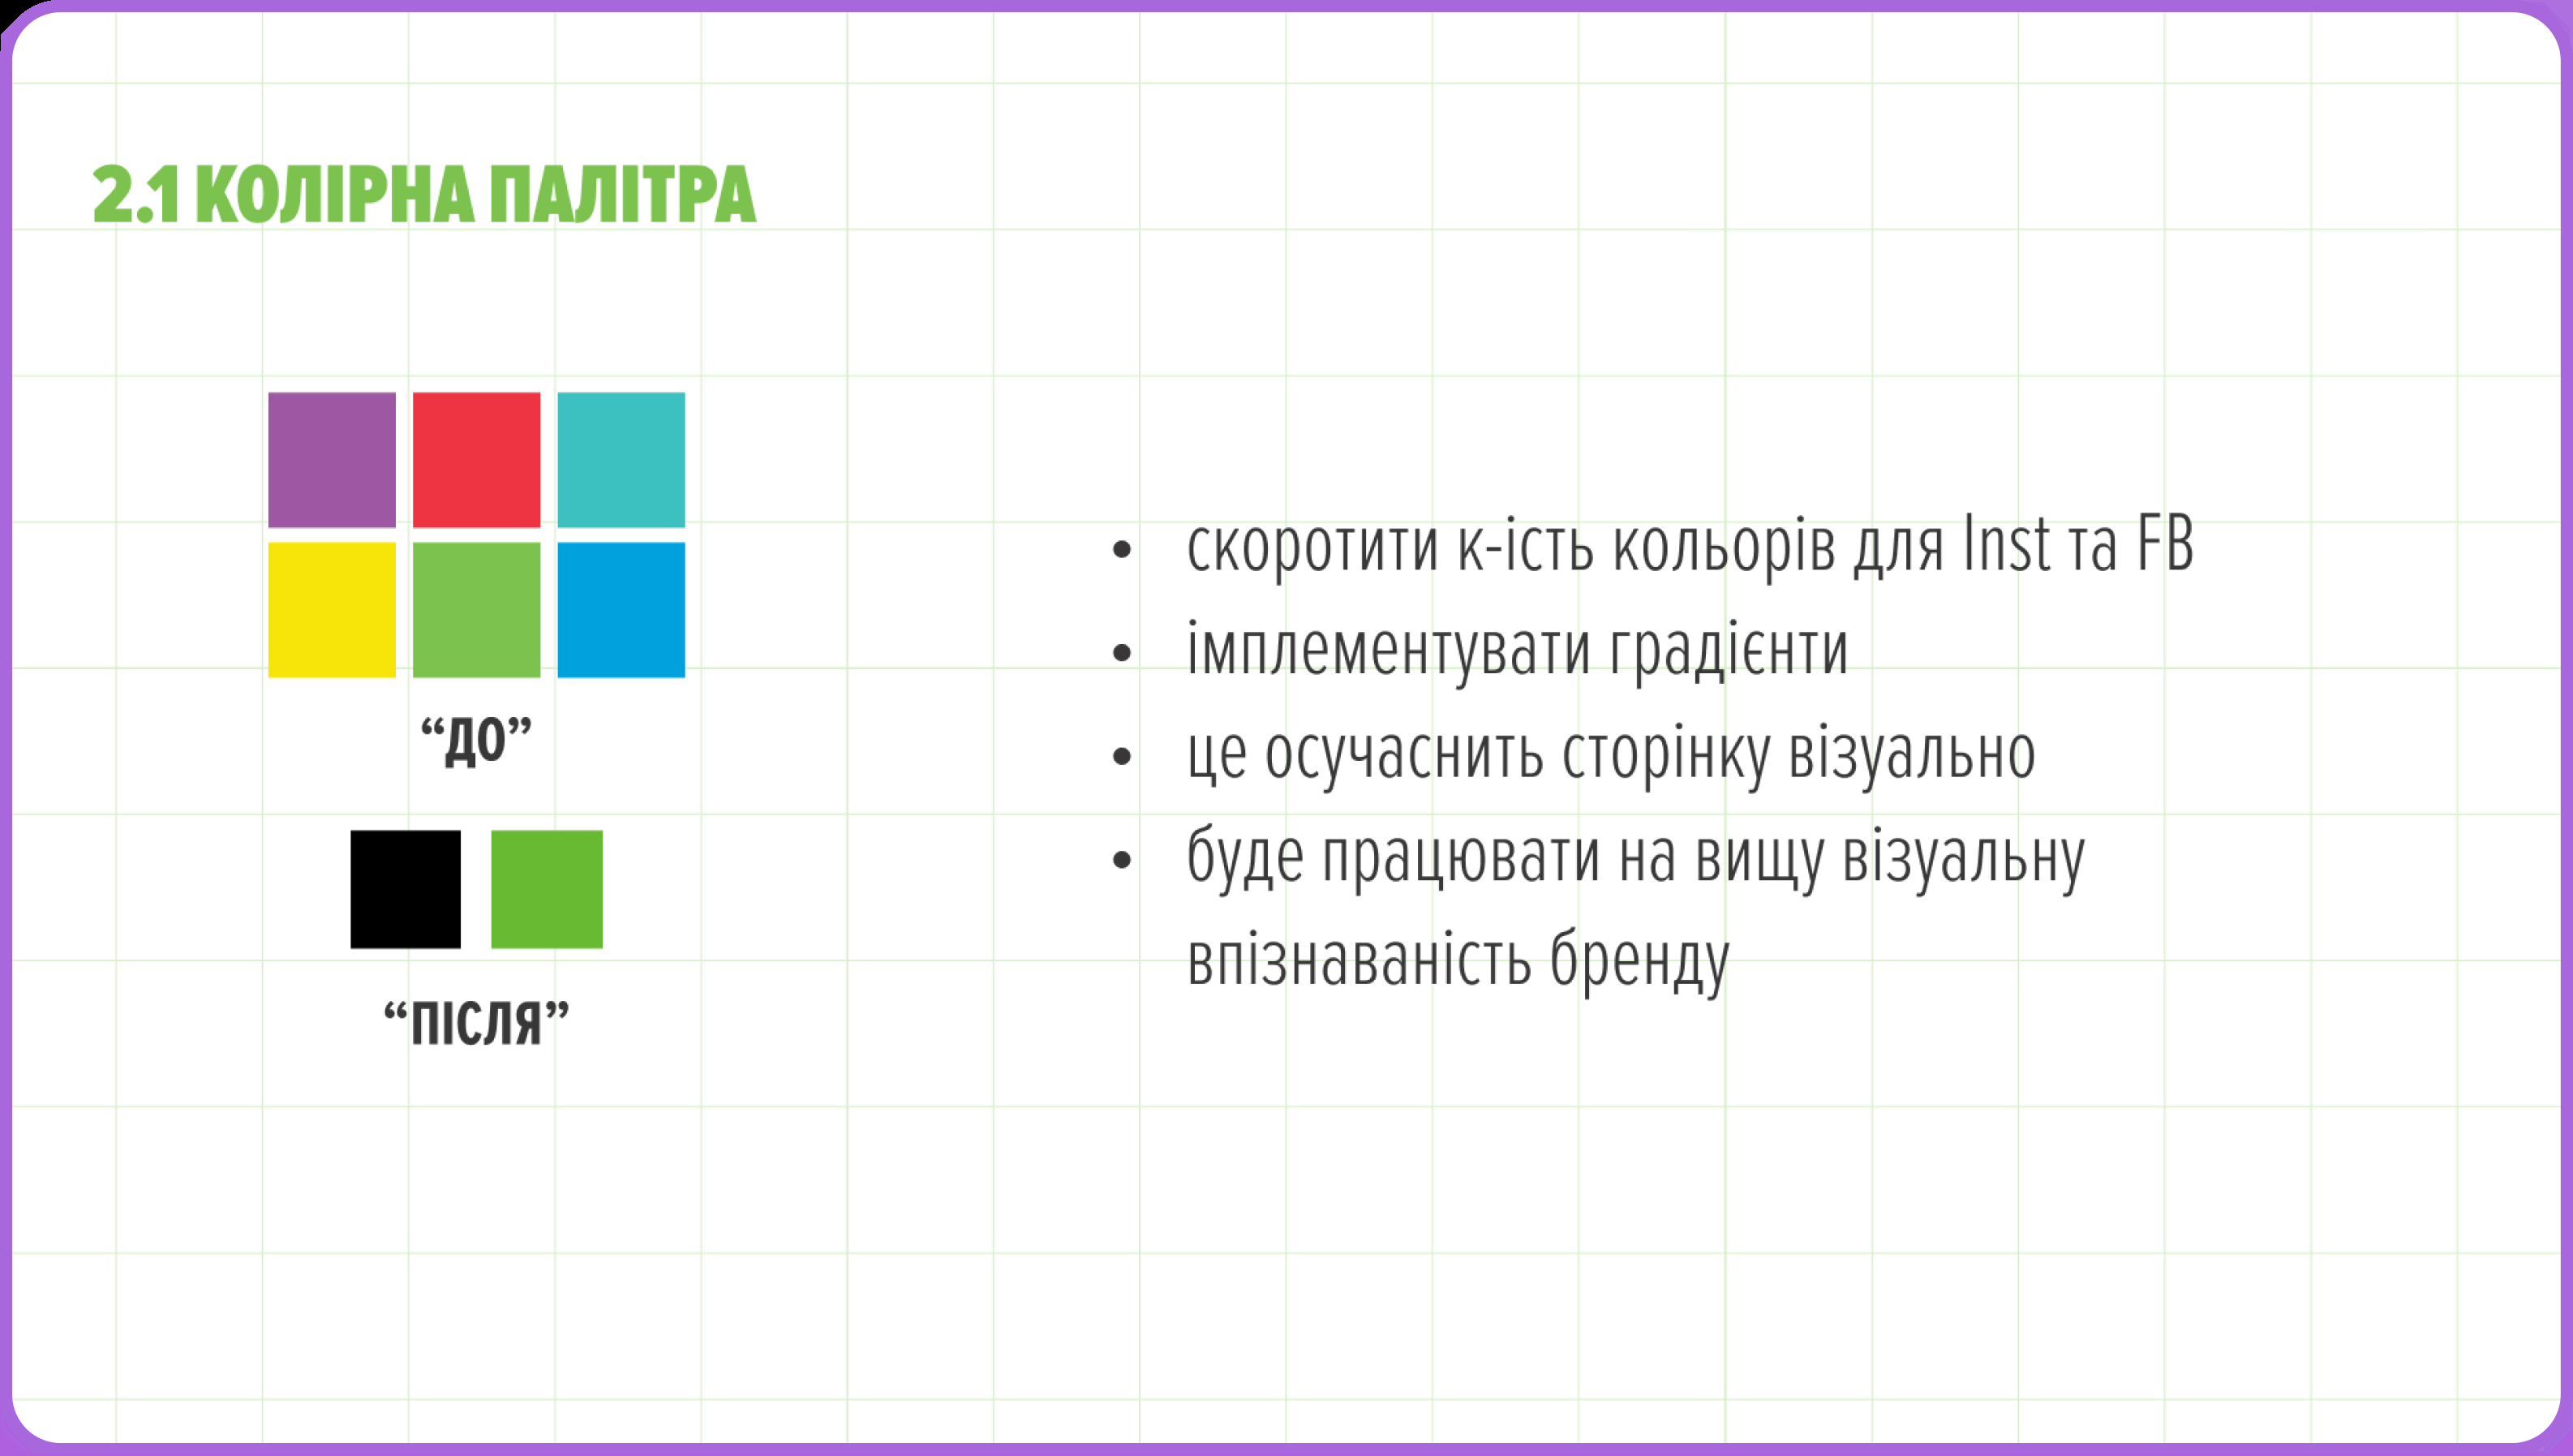 2.1 КОЛІРНА ПАЛІТРА
“ДО”
“ПІСЛЯ”
• скоротити к-ість кольорів для Inst та FB
• імплементувати градієнти
• це осучаснить сторінку візуально
• буде працювати на вищу візуальну
впізнаваність бренду